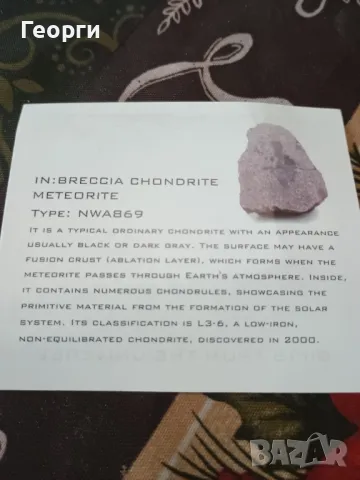 Георги
IN:BRECCIA CHONDRITE
METEORITE
TYPE: NWA869
IT IS A TYPICAL ORDINARY CHONDRITE WITH AN APPEARANCE
USUALLY BLACK OR DARK GRAY. THE SURFACE MAY HAVE A
FUSION CRUST (ABLATION LAYER), WHICH FORMS WHEN THE
METEORITE PASSES THROUGH EARTH'S ATMOSPHERE. INSIDE,
IT CONTAINS NUMEROUS CHONDRULES, SHOWCASING THE
PRIMITIVE MATERIAL FROM THE FORMATION OF THE SOLAR
SYSTEM. ITS CLASSIFICATION IS L3-6, A LOW-IRON,
NON-EQUILIBRATED CHONDRITE, DISCOVERED IN 2000.
BAZAR.BG